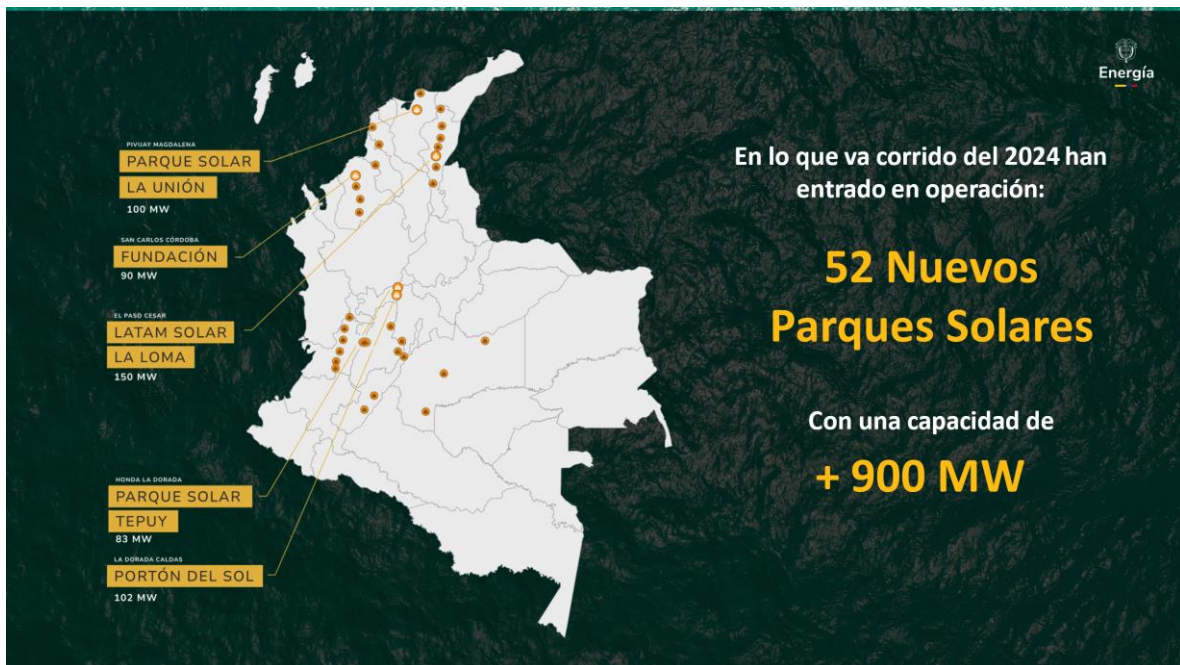 Energía
PIVIJAY MAGDALENA
PARQUE SOLAR
LA UNIÓN
100 MW
SAN CARLOS CÓRDOBA
FUNDACIÓN
90 MW
EL PASO CESAR
LATAM SOLAR
LA LOMA
150 MW
HONDA LA DORADA
PARQUE SOLAR
TEPUY
83 MW
LA DORADA CALDAS
PORTÓN DEL SOL
102 MW
En lo que va corrido del 2024 han
entrado en operación:
52 Nuevos
Parques Solares
Con una capacidad de
+ 900 MW